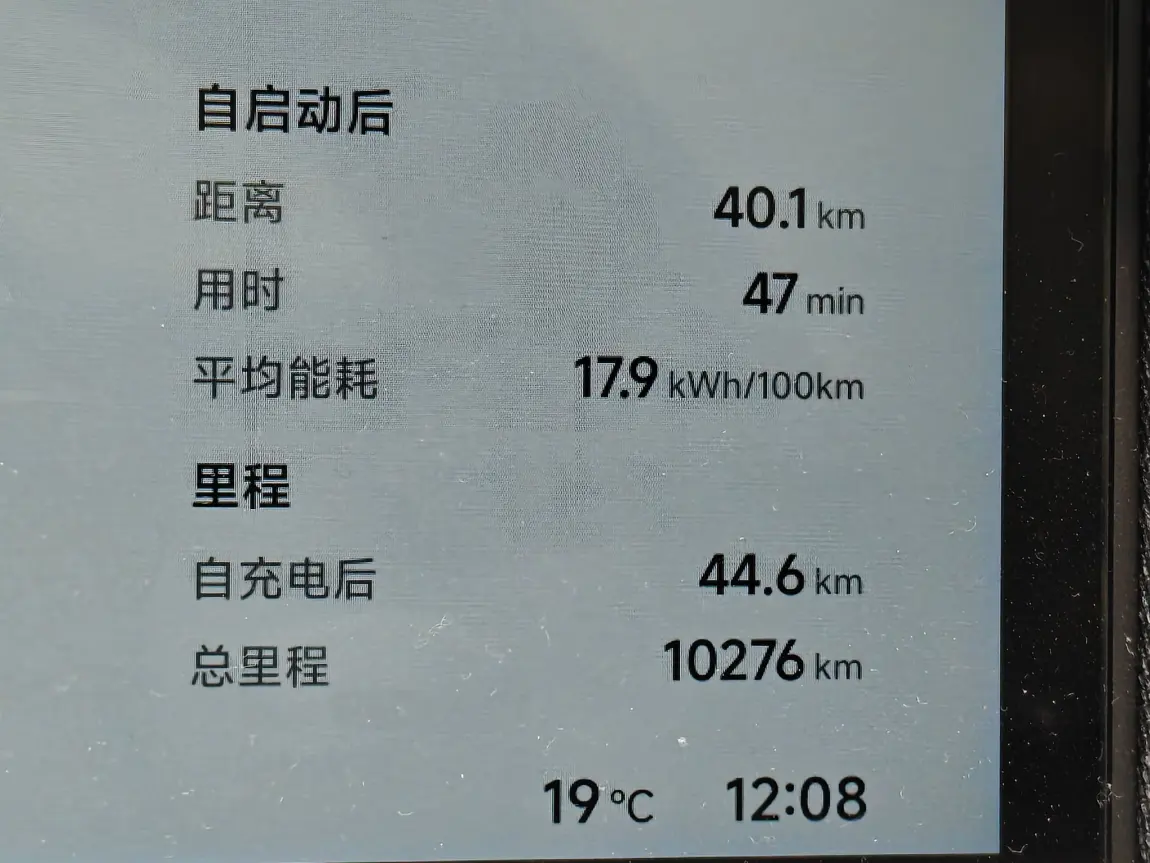 自启动后
距离 40.1 km
用时 47 min
平均能耗 17.9 kWh/100km
里程
自充电后 44.6 km
总里程 10276 km
19 °C 12:08